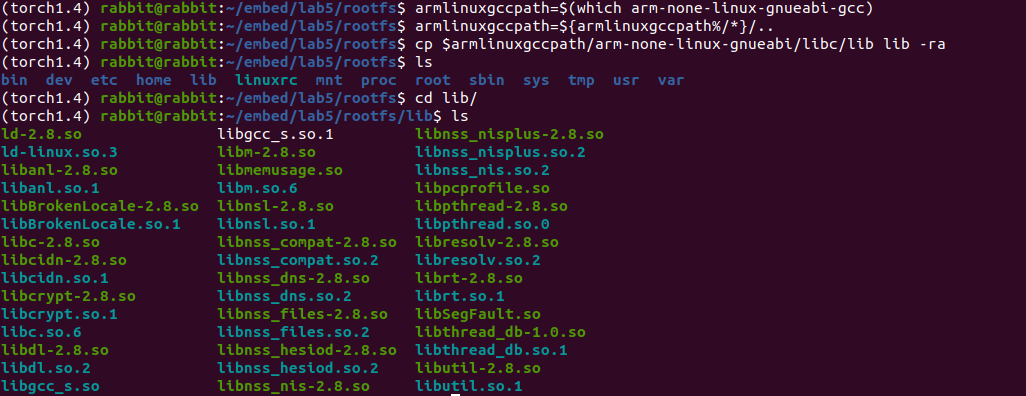 (torch1.4) rabbit@rabbit:~/embed/lab5/rootfs$ armlinuxgccpath=$(which arm-none-linux-gnueabi-gcc)
(torch1.4) rabbit@rabbit:~/embed/lab5/rootfs$ armlinuxgccpath=${armlinuxgccpath%/*}/..
(torch1.4) rabbit@rabbit:~/embed/lab5/rootfs$ cp $armlinuxgccpath/arm-none-linux-gnueabi/libc/lib lib -ra
(torch1.4) rabbit@rabbit:~/embed/lab5/rootfs$ ls
bin dev etc home lib linuxrc mnt proc root sbin sys tmp usr var
(torch1.4) rabbit@rabbit:~/embed/lab5/rootfs$ cd lib/
(torch1.4) rabbit@rabbit:~/embed/lab5/rootfs/lib$ ls
ld-2.8.so libgcc_s.so.1 libnss_nisplus-2.8.so
ld-linux.so.3 libm-2.8.so libnss_nisplus.so.2
libanl-2.8.so libmemusage.so libnss_nis.so.2
libanl.so.1 libm.so.6 libpcprofile.so
libBrokenLocale-2.8.so libnsl-2.8.so libpthread-2.8.so
libBrokenLocale.so.1 libnsl.so.1 libpthread.so.0
libc-2.8.so libnss_compat-2.8.so libresolv-2.8.so
libcidn-2.8.so libnss_compat.so.2 libresolv.so.2
libcidn.so.1 libnss_dns-2.8.so librt-2.8.so
libcrypt-2.8.so libnss_dns.so.2 librt.so.1
libcrypt.so.1 libnss_files-2.8.so libSegFault.so
libc.so.6 libnss_files.so.2 libthread_db-1.0.so
libdl-2.8.so libnss_hesiod-2.8.so libthread_db.so.1
libdl.so.2 libnss_hesiod.so.2 libutil-2.8.so
libgcc_s.so libnss_nis-2.8.so libutil.so.1